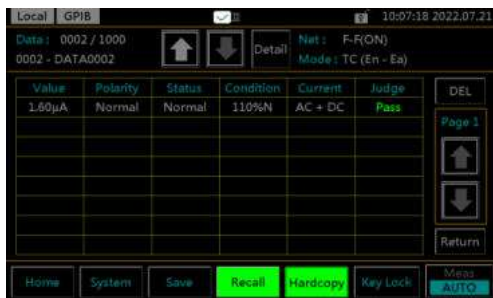 Local GPIB 10:07:18 2022.07.21
Data : 0002 / 1000 Detail Net : F-F(ON)
0002 - DATA0002 Mode : TC (En - Ea)
Value Polarity Status Condition Current Judge DEL
1.60µA Normal Normal 110%N AC + DC Pass
Page 1
Return
Home System Save Recall Hardcopy Key Lock Meas
AUTO